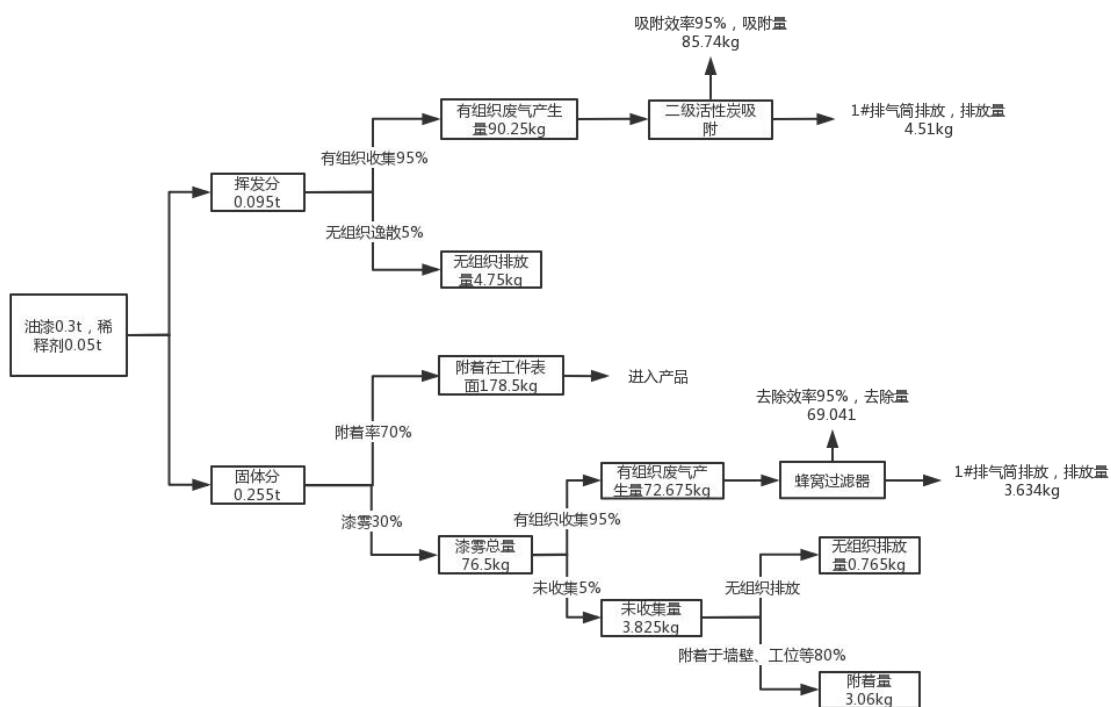 吸附效率95%，吸附量
85.74kg
有组织废气产生
量90.25kg
二级活性炭吸
附
1#排气筒排放，排放量
4.51kg
有组织收集95%
挥发分
0.095t
无组织逸散5%
无组织排放
量4.75kg
油漆0.3t，稀
释剂0.05t
附着在工件表
面178.5kg
进入产品
去除效率95%，去除量
69.041
附着率70%
固体分
0.255t
有组织废气产
生量72.675kg
蜂窝过滤器
1#排气筒排放，排放量
3.634kg
漆雾30%
有组织收集95%
漆雾总量
76.5kg
无组织排放
量0.765kg
未收集5%
无组织排放
未收集量
3.825kg
附着于墙壁、工位等80%
附着量
3.06kg